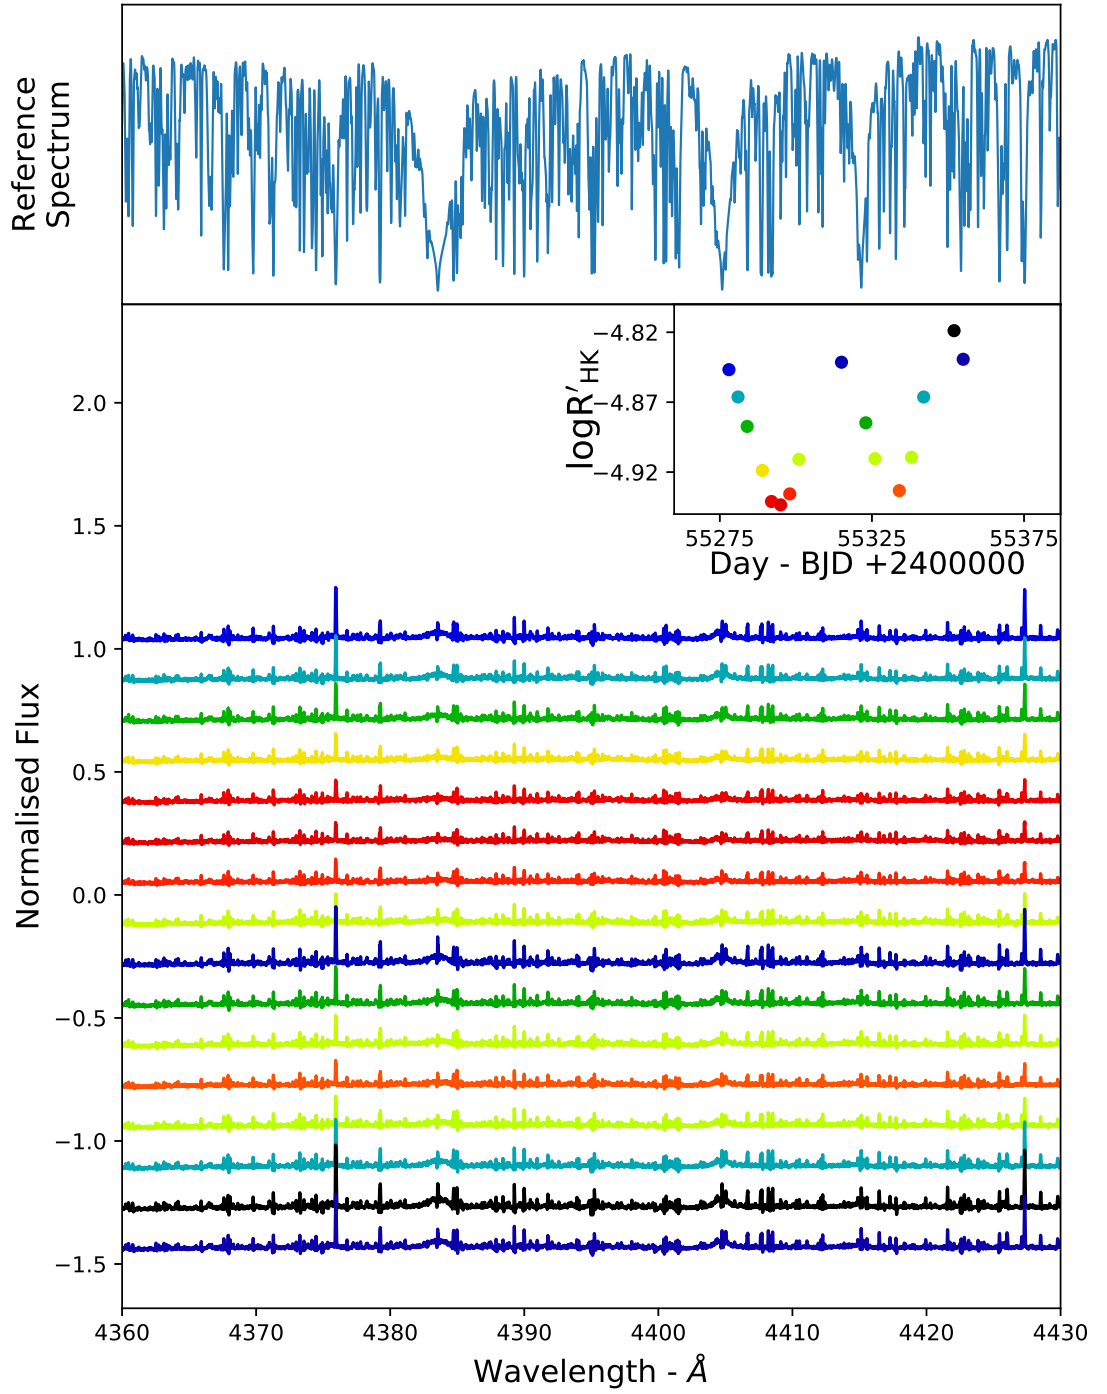 Reference
Spectrum
logR′HK
−4.82
−4.87
−4.92
55275 55325 55375
Day - BJD +2400000
Normalised Flux
2.0
1.5
1.0
0.5
0.0
−0.5
−1.0
−1.5
4360 4370 4380 4390 4400 4410 4420 4430
Wavelength - Å